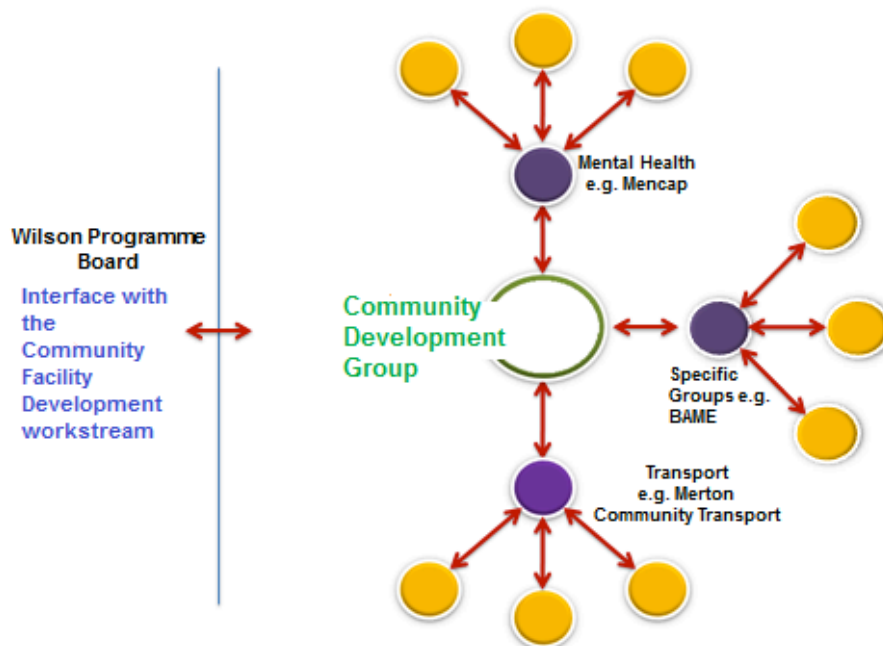 Mental Health
e.g. Mencap
Wilson Programme
Board
Interface with
the
Community
Facility
Development
workstream
Community
Development
Group
Specific
Groups e.g.
BAME
Transport
e.g. Merton
Community Transport